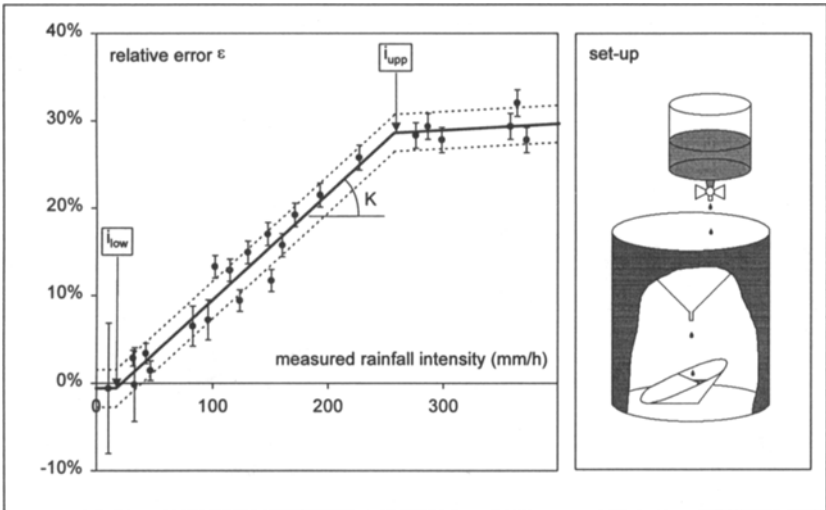 40%
relative error ε
i_upp
set-up
30%
20%
K
i_low
10%
measured rainfall intensity (mm/h)
0%
0
100
200
300
-10%